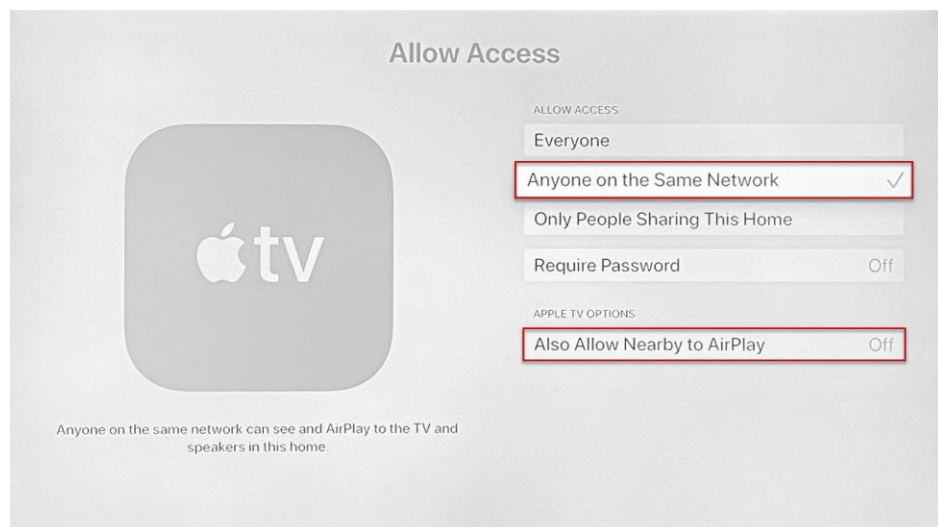 Allow Access
ALLOW ACCESS
Everyone
Anyone on the Same Network
Only People Sharing This Home
Require Password Off
APPLE TV OPTIONS
Also Allow Nearby to AirPlay Off
tv
Anyone on the same network can see and AirPlay to the TV and
speakers in this home.